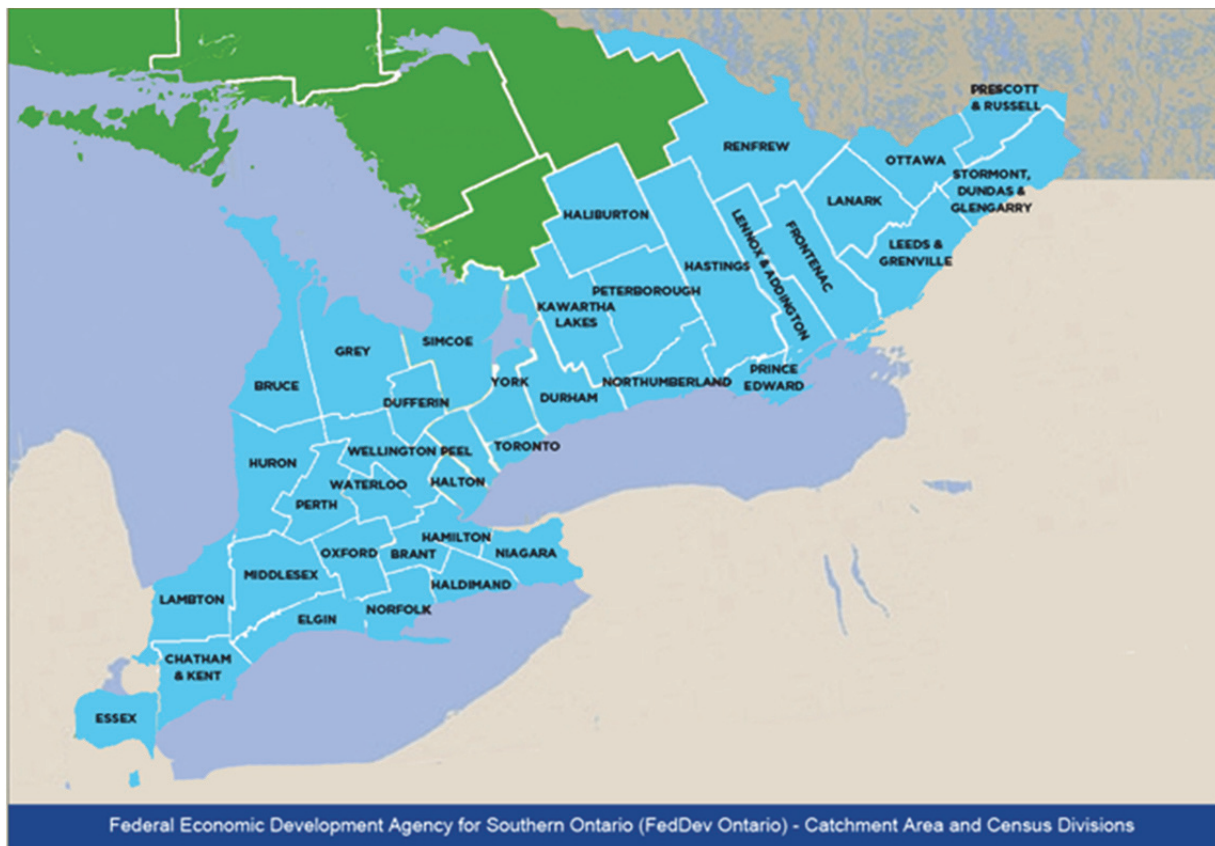 PRESCOTT
& RUSSELL
RENFREW
OTTAWA
STORMONT,
DUNDAS &
GLENGARRY
LANARK
HALIBURTON
LENNOX & ADDINGTON
FRONTENAC
LEEDS &
GRENVILLE
HASTINGS
PETERBOROUGH
KAWARTHA
LAKES
SIMCOE
GREY
BRUCE
YORK
PRINCE
EDWARD
NORTHUMBERLAND
DURHAM
DUFFERIN
TORONTO
WELLINGTON
PEEL
HURON
WATERLOO
HALTON
PERTH
HAMILTON
OXFORD
BRANT
NIAGARA
MIDDLESEX
HALDIMAND
LAMBTON
NORFOLK
ELGIN
CHATHAM
& KENT
ESSEX
Federal Economic Development Agency for Southern Ontario (FedDev Ontario) - Catchment Area and Census Divisions